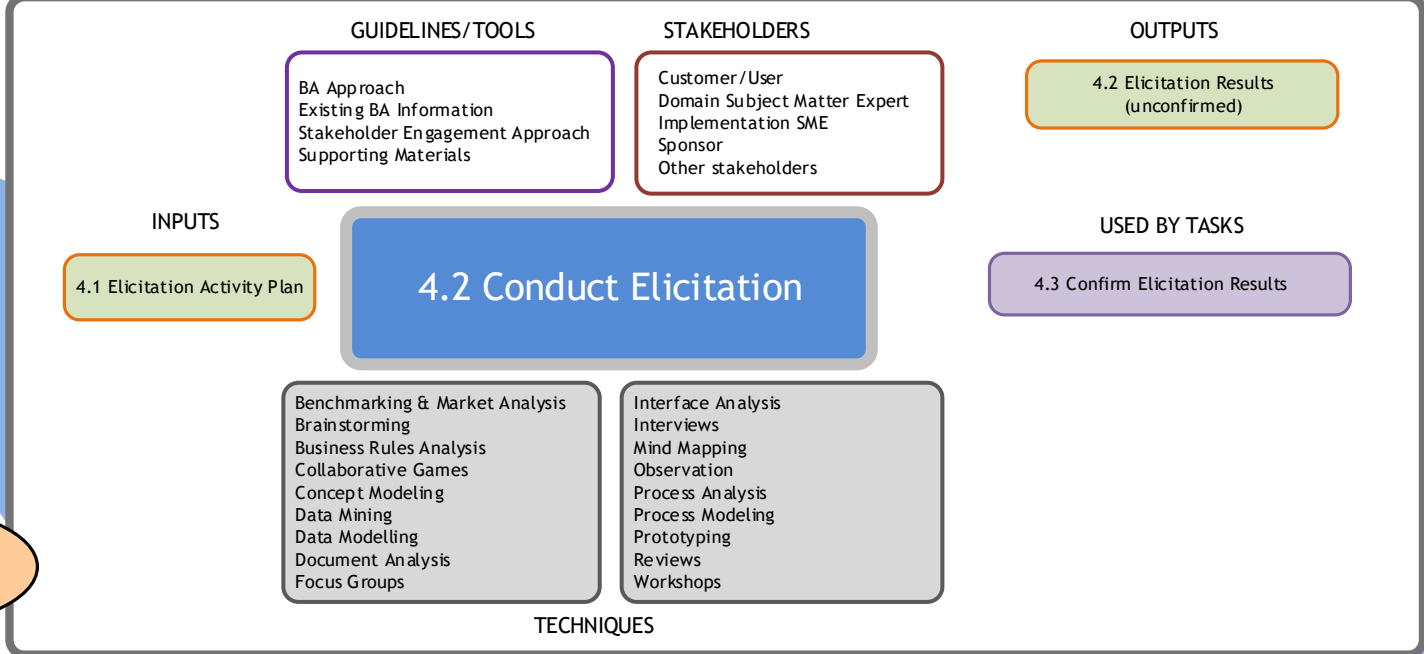 GUIDELINES/TOOLS
BA Approach
Existing BA Information
Stakeholder Engagement Approach
Supporting Materials
STAKEHOLDERS
Customer/User
Domain Subject Matter Expert
Implementation SME
Sponsor
Other stakeholders
OUTPUTS
4.2 Elicitation Results
(unconfirmed)
INPUTS
4.1 Elicitation Activity Plan
4.2 Conduct Elicitation
USED BY TASKS
4.3 Confirm Elicitation Results
Benchmarking & Market Analysis
Brainstorming
Business Rules Analysis
Collaborative Games
Concept Modeling
Data Mining
Data Modelling
Document Analysis
Focus Groups
Interface Analysis
Interviews
Mind Mapping
Observation
Process Analysis
Process Modeling
Prototyping
Reviews
Workshops
TECHNIQUES